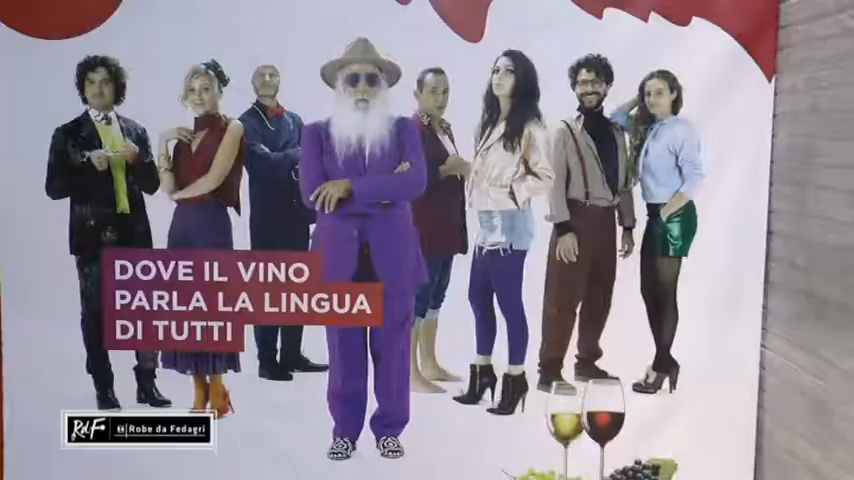 DOVE IL VINO
PARLA LA LINGUA
DI TUTTI
RdF Robe da Fedagri